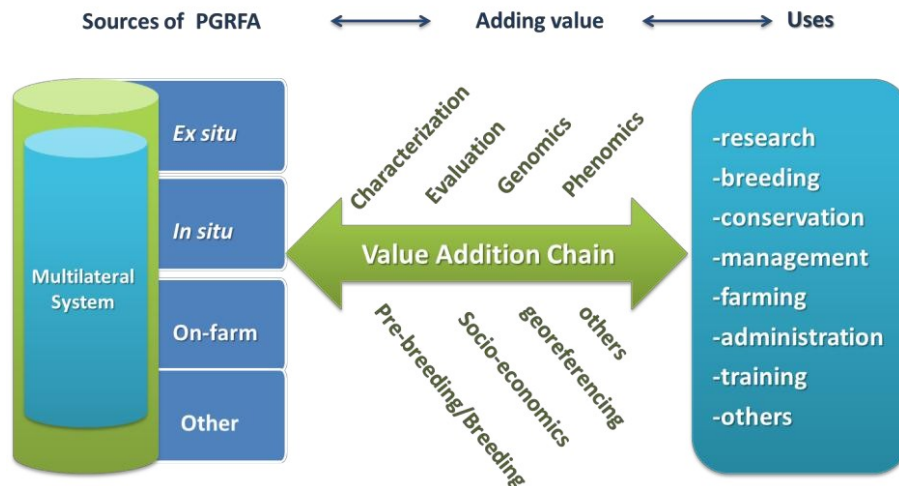 Sources of PGRFA
Adding value
Uses
Ex situ
In situ
On-farm
Other
Multilateral
System
Characterization
Evaluation
Genomics
Phenomics
Value Addition Chain
Pre-breeding/Breeding
Socio-economics
georeferencing
others
-research
-breeding
-conservation
-management
-farming
-administration
-training
-others